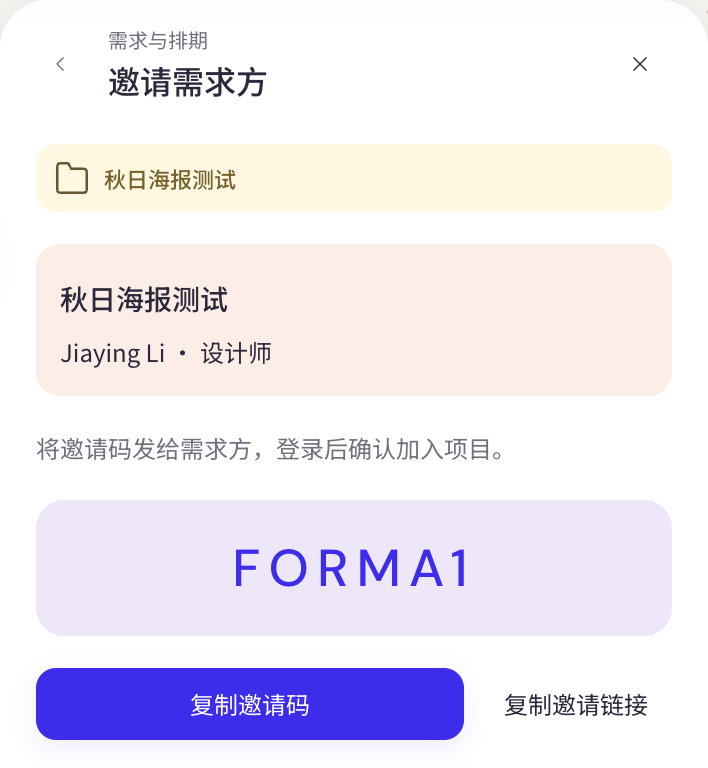 需求与排期
邀请需求方
秋日海报测试
秋日海报测试
Jiaying Li · 设计师
将邀请码发给需求方，登录后确认加入项目。
FORMA1
复制邀请码
复制邀请链接